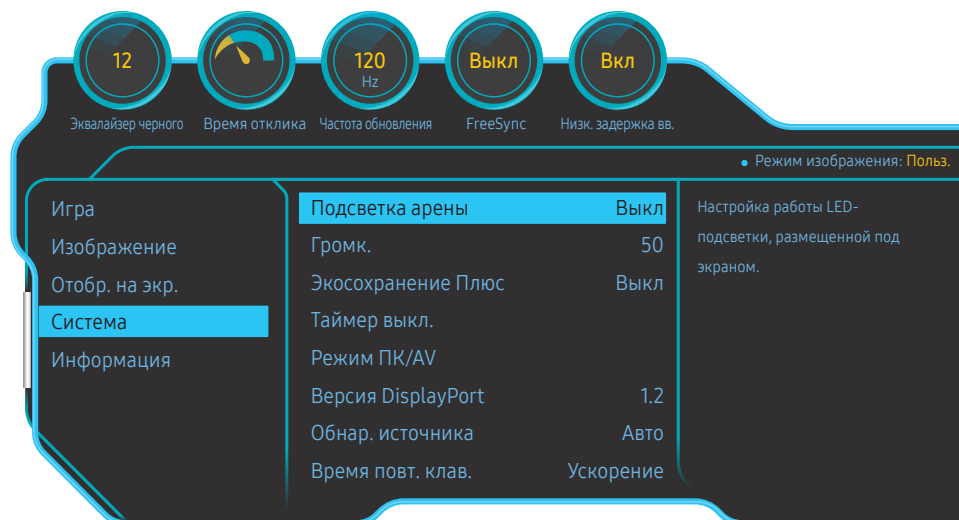 12
120
Hz
Выкл
Вкл
Эквалайзер черного
Время отклика
Частота обновления
FreeSync
Низк. задержка вв.
Режим изображения: Польз.
Игра
Изображение
Отобр. на экр.
Система
Информация
Подсветка арены Выкл
Громк. 50
Экосохранение Плюс Выкл
Таймер выкл.
Режим ПК/AV
Версия DisplayPort 1.2
Обнар. источника Авто
Время повт. клав. Ускорение
Настройка работы LED-
подсветки, размещенной под
экраном.